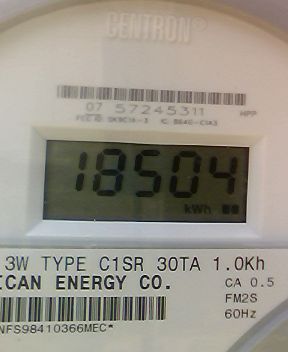 CENTRON®
07 57245311 HPP
18504
kWh
3W TYPE C1SR 30TA 1.0Kh
ICAN ENERGY CO. CA 0.5
FM2S
NFS98410366MEC* 60Hz